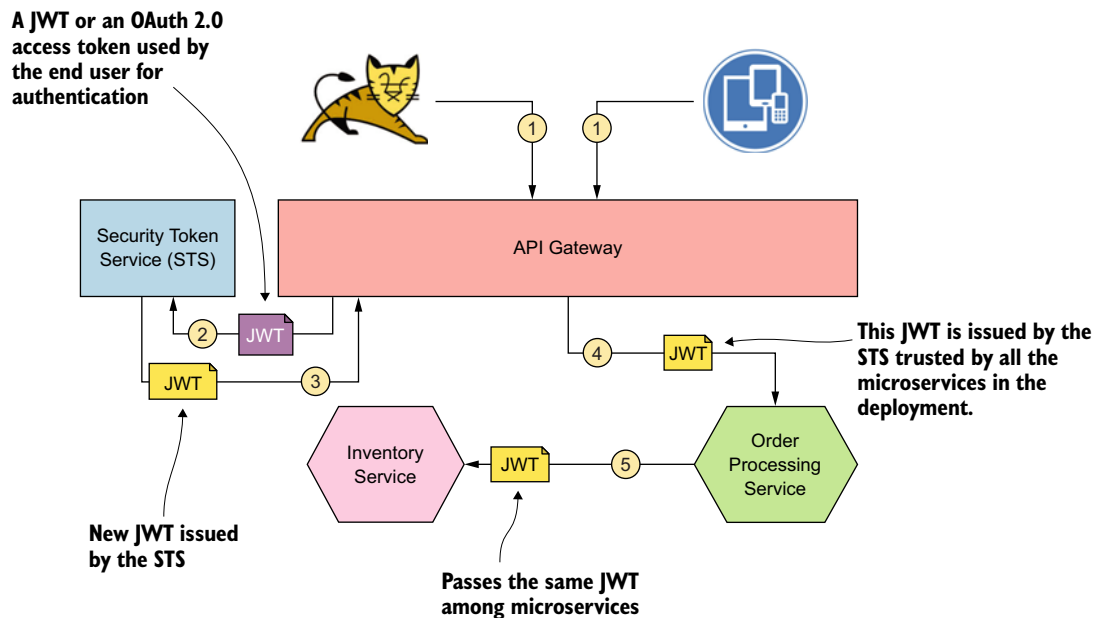 A JWT or an OAuth 2.0
access token used by
the end user for
authentication
1
1
Security Token
Service (STS)
API Gateway
2
JWT
JWT
3
4
JWT
This JWT is issued by the
STS trusted by all the
microservices in the
deployment.
Inventory
Service
JWT
5
Order
Processing
Service
New JWT issued
by the STS
Passes the same JWT
among microservices